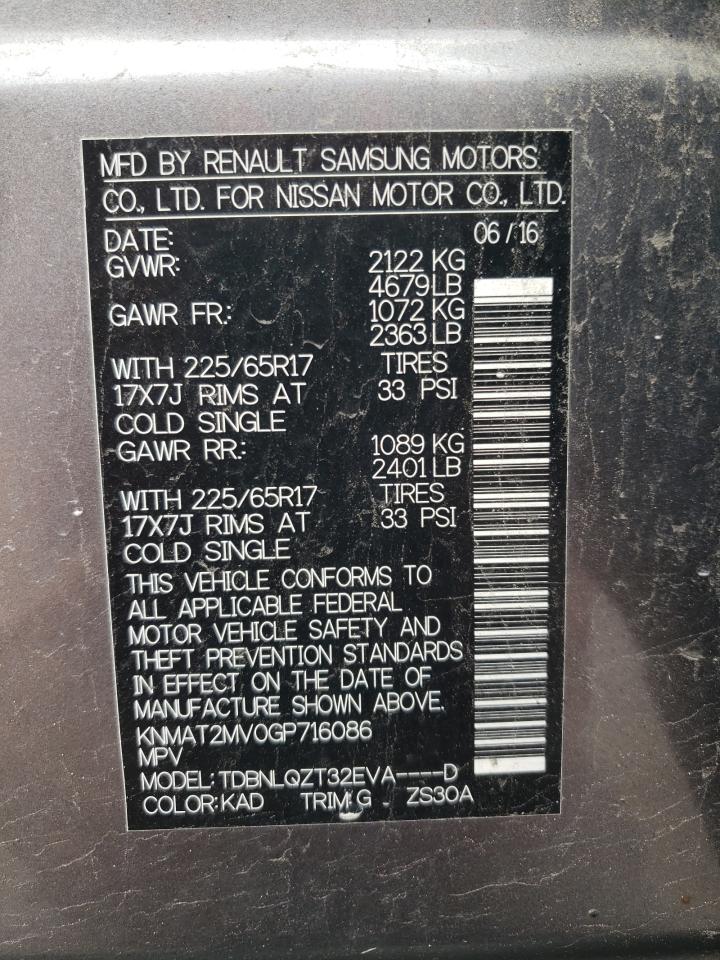 MFD BY RENAULT SAMSUNG MOTORS
CO., LTD. FOR NISSAN MOTOR CO., LTD.
DATE: 06 / 16
GVWR: 2122 KG
4679 LB
GAWR FR.: 1072 KG
2363 LB
WITH 225/65R17 TIRES
17X7J RIMS AT 33 PSI
COLD SINGLE
GAWR RR.: 1089 KG
2401 LB
WITH 225/65R17 TIRES
17X7J RIMS AT 33 PSI
COLD SINGLE
THIS VEHICLE CONFORMS TO
ALL APPLICABLE FEDERAL
MOTOR VEHICLE SAFETY AND
THEFT PREVENTION STANDARDS
IN EFFECT ON THE DATE OF
MANUFACTURE SHOWN ABOVE.
KNMAT2MV0GP716086
MPV
MODEL: TDBNLQZT32EVA----D
COLOR: KAD TRIM: G ZS30A